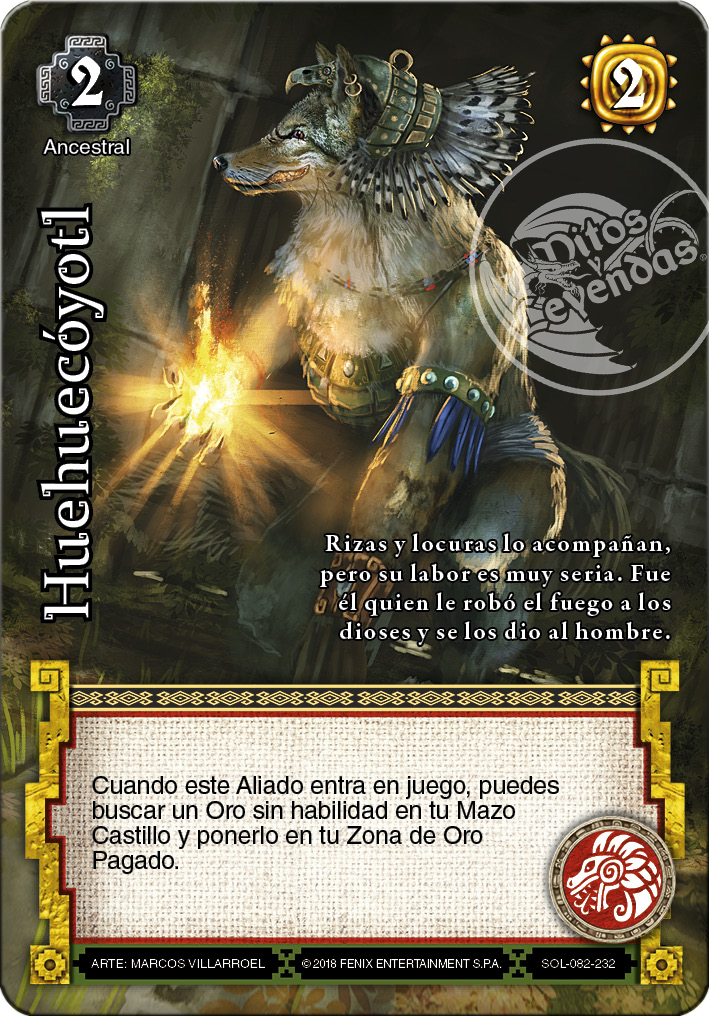 2
2
Ancestral
Huehuecóyotl
Mitos
y
Leyendas
Rizas y locuras lo acompañan,
pero su labor es muy seria. Fue
él quien le robó el fuego a los
dioses y se los dio al hombre.
Cuando este Aliado entra en juego, puedes
buscar un Oro sin habilidad en tu Mazo
Castillo y ponerlo en tu Zona de Oro
Pagado.
ARTE: MARCOS VILLARROEL
©2018 FENIX ENTERTAINMENT S.P.A.
SOL-082-232